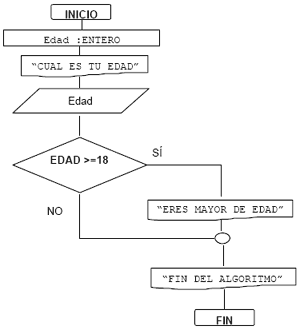 INICIO
Edad :ENTERO
“CUAL ES TU EDAD”
Edad
EDAD >=18
SÍ
NO
“ERES MAYOR DE EDAD”
“FIN DEL ALGORITMO”
FIN